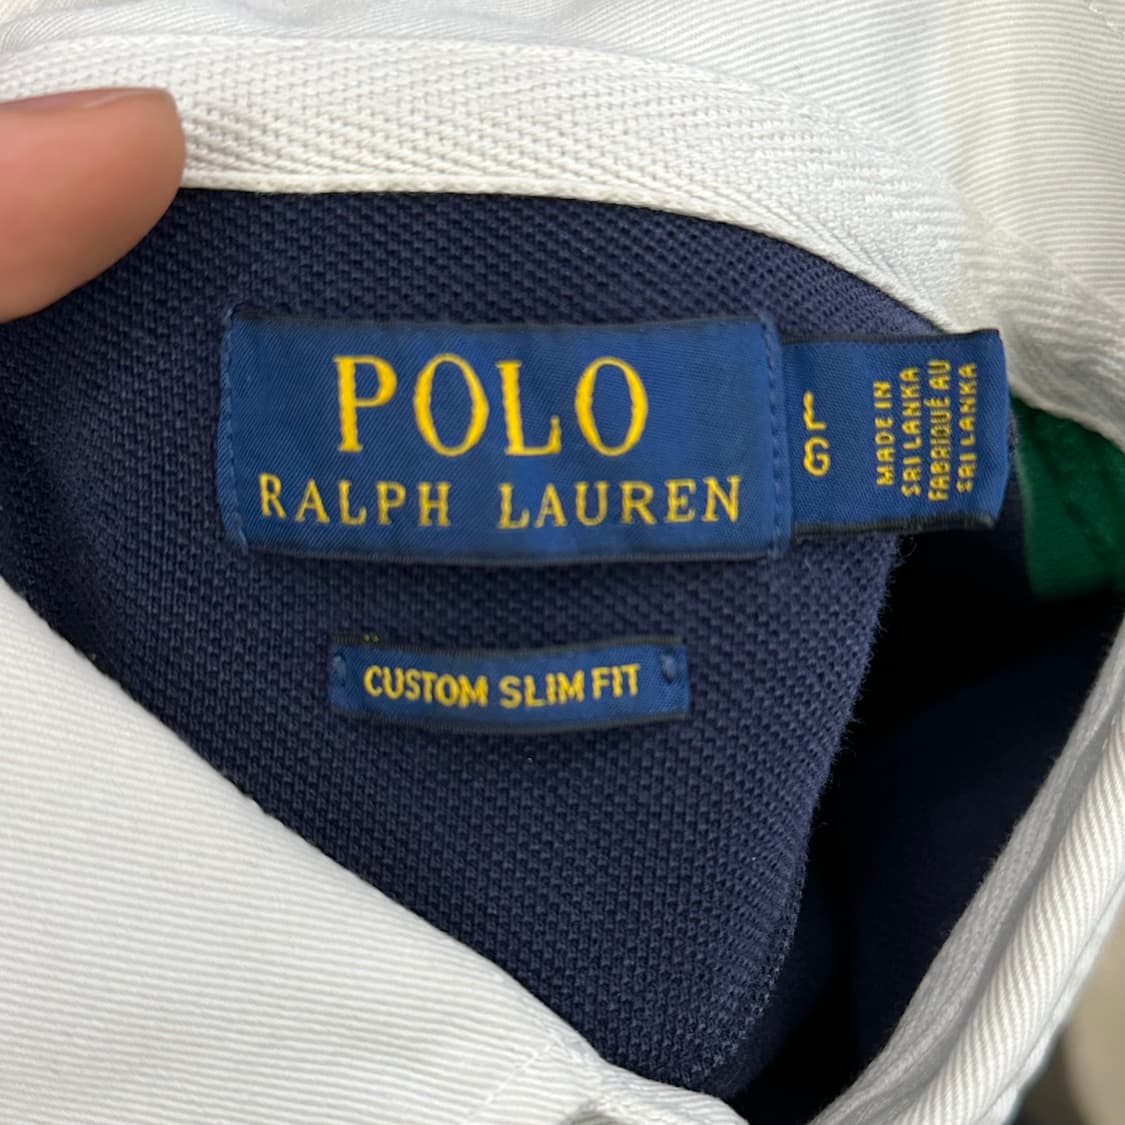 POLO
RALPH LAUREN
L
G
MADE IN
SRI LANKA
FABRIQUÉ AU
SRI LANKA
CUSTOM SLIM FIT